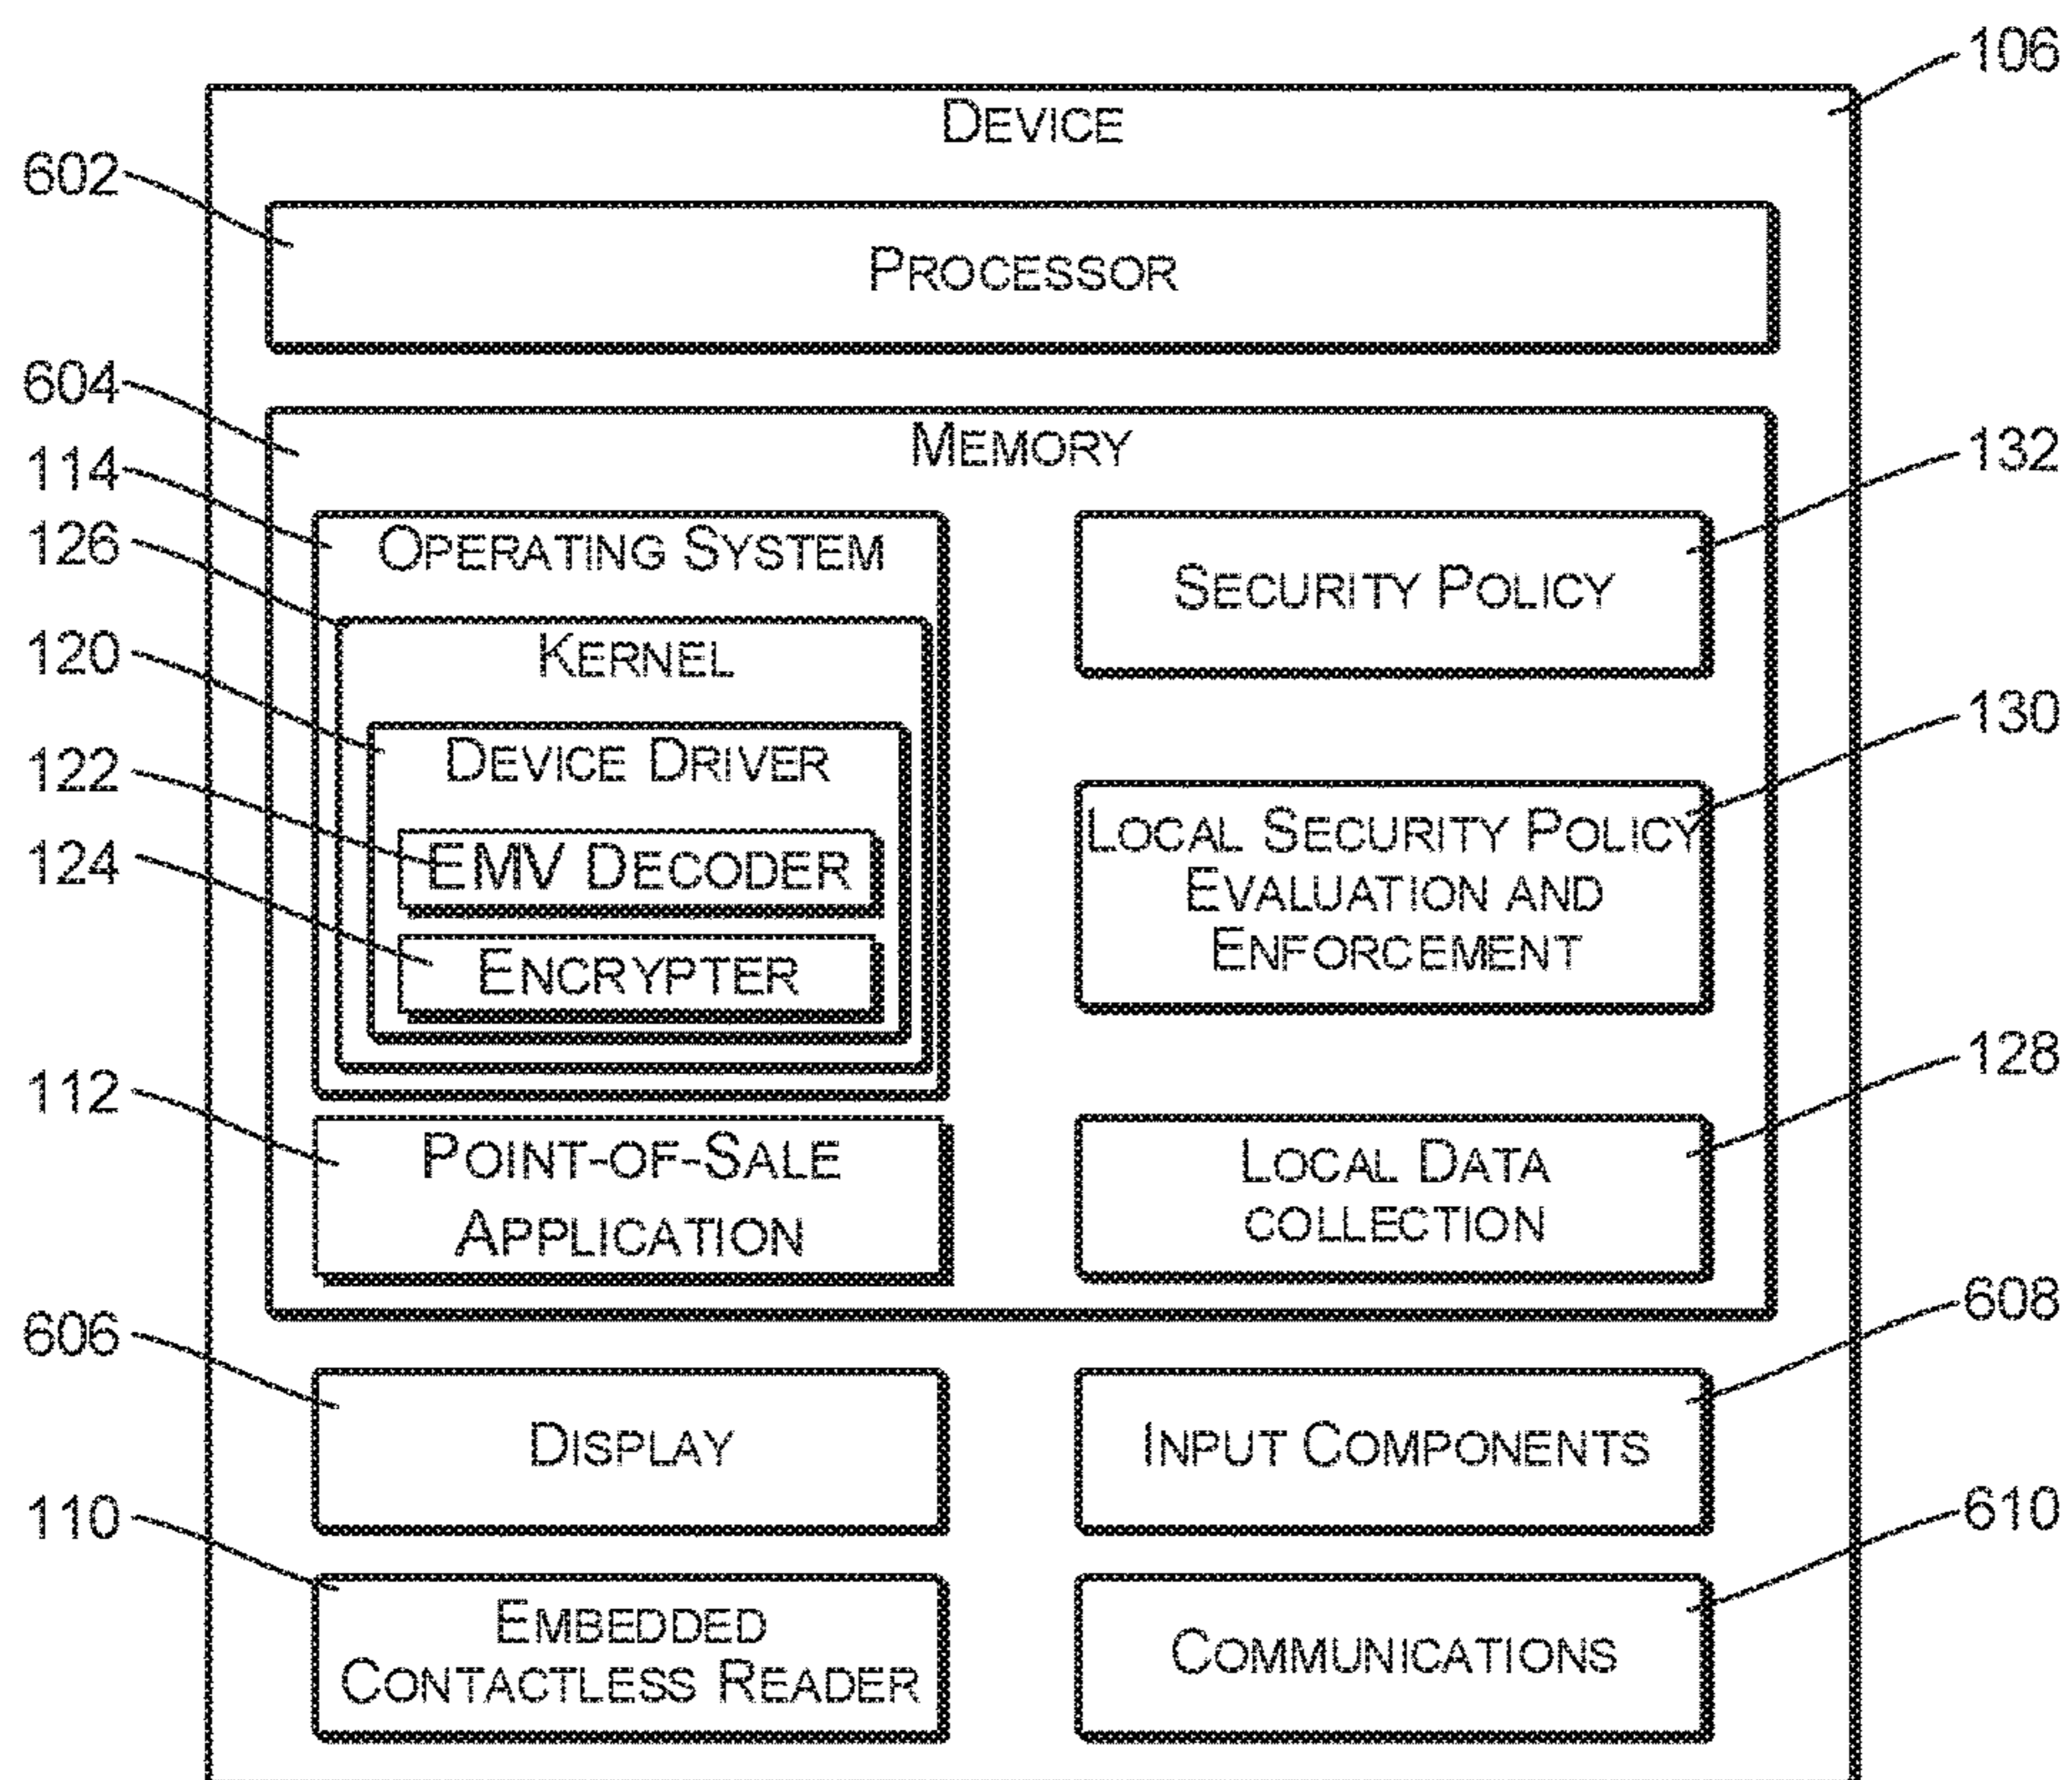 106
DEVICE
602
PROCESSOR
604
MEMORY
114
OPERATING SYSTEM
126
KERNEL
120
DEVICE DRIVER
122
EMV DECODER
124
ENCRYPTER
132
SECURITY POLICY
130
LOCAL SECURITY POLICY
EVALUATION AND
ENFORCEMENT
112
POINT-OF-SALE
APPLICATION
128
LOCAL DATA
COLLECTION
606
DISPLAY
608
INPUT COMPONENTS
110
EMBEDDED
CONTACTLESS READER
610
COMMUNICATIONS